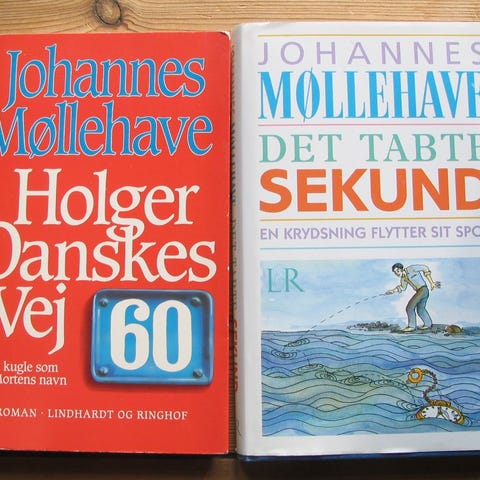 Johannes
Møllehave
Holger
Danskes
Vej
60
kugle som
Mortens navn
ROMAN · LINDHARDT OG RINGHOF
JOHANNES
MØLLEHAVE
DET TABTE
SEKUND
EN KRYDSNING FLYTTER SIT SPO
LR